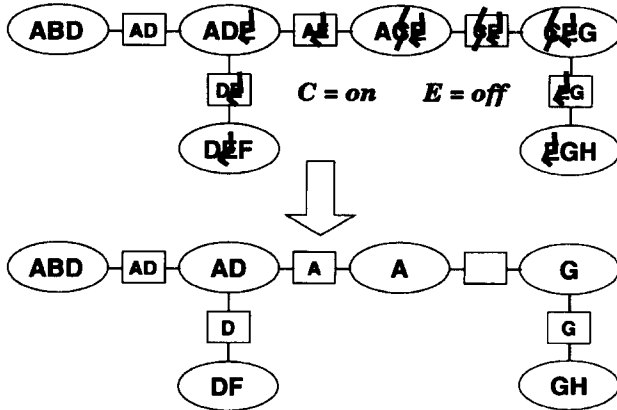 ABD AD ADE AE ACE CE CEG
DE C = on E = off EG
DEF EGH
ABD AD AD A A G
D G
DF GH